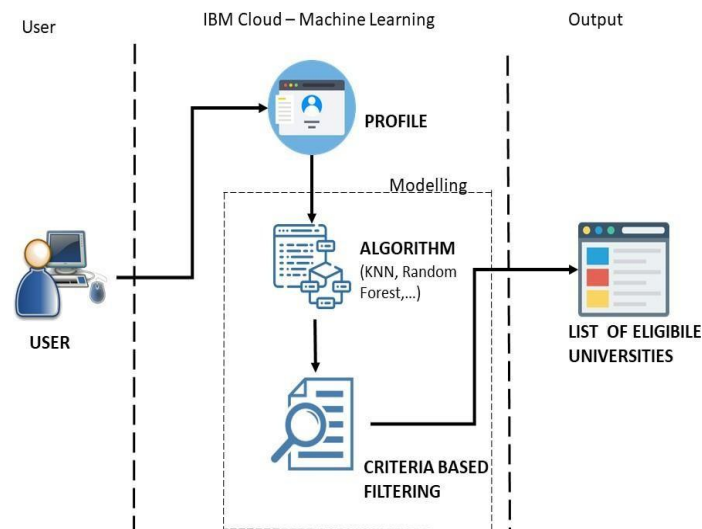 User
IBM Cloud – Machine Learning
Output
PROFILE
Modelling
ALGORITHM
(KNN, Random
Forest,...)
USER
LIST OF ELIGIBILE
UNIVERSITIES
CRITERIA BASED
FILTERING